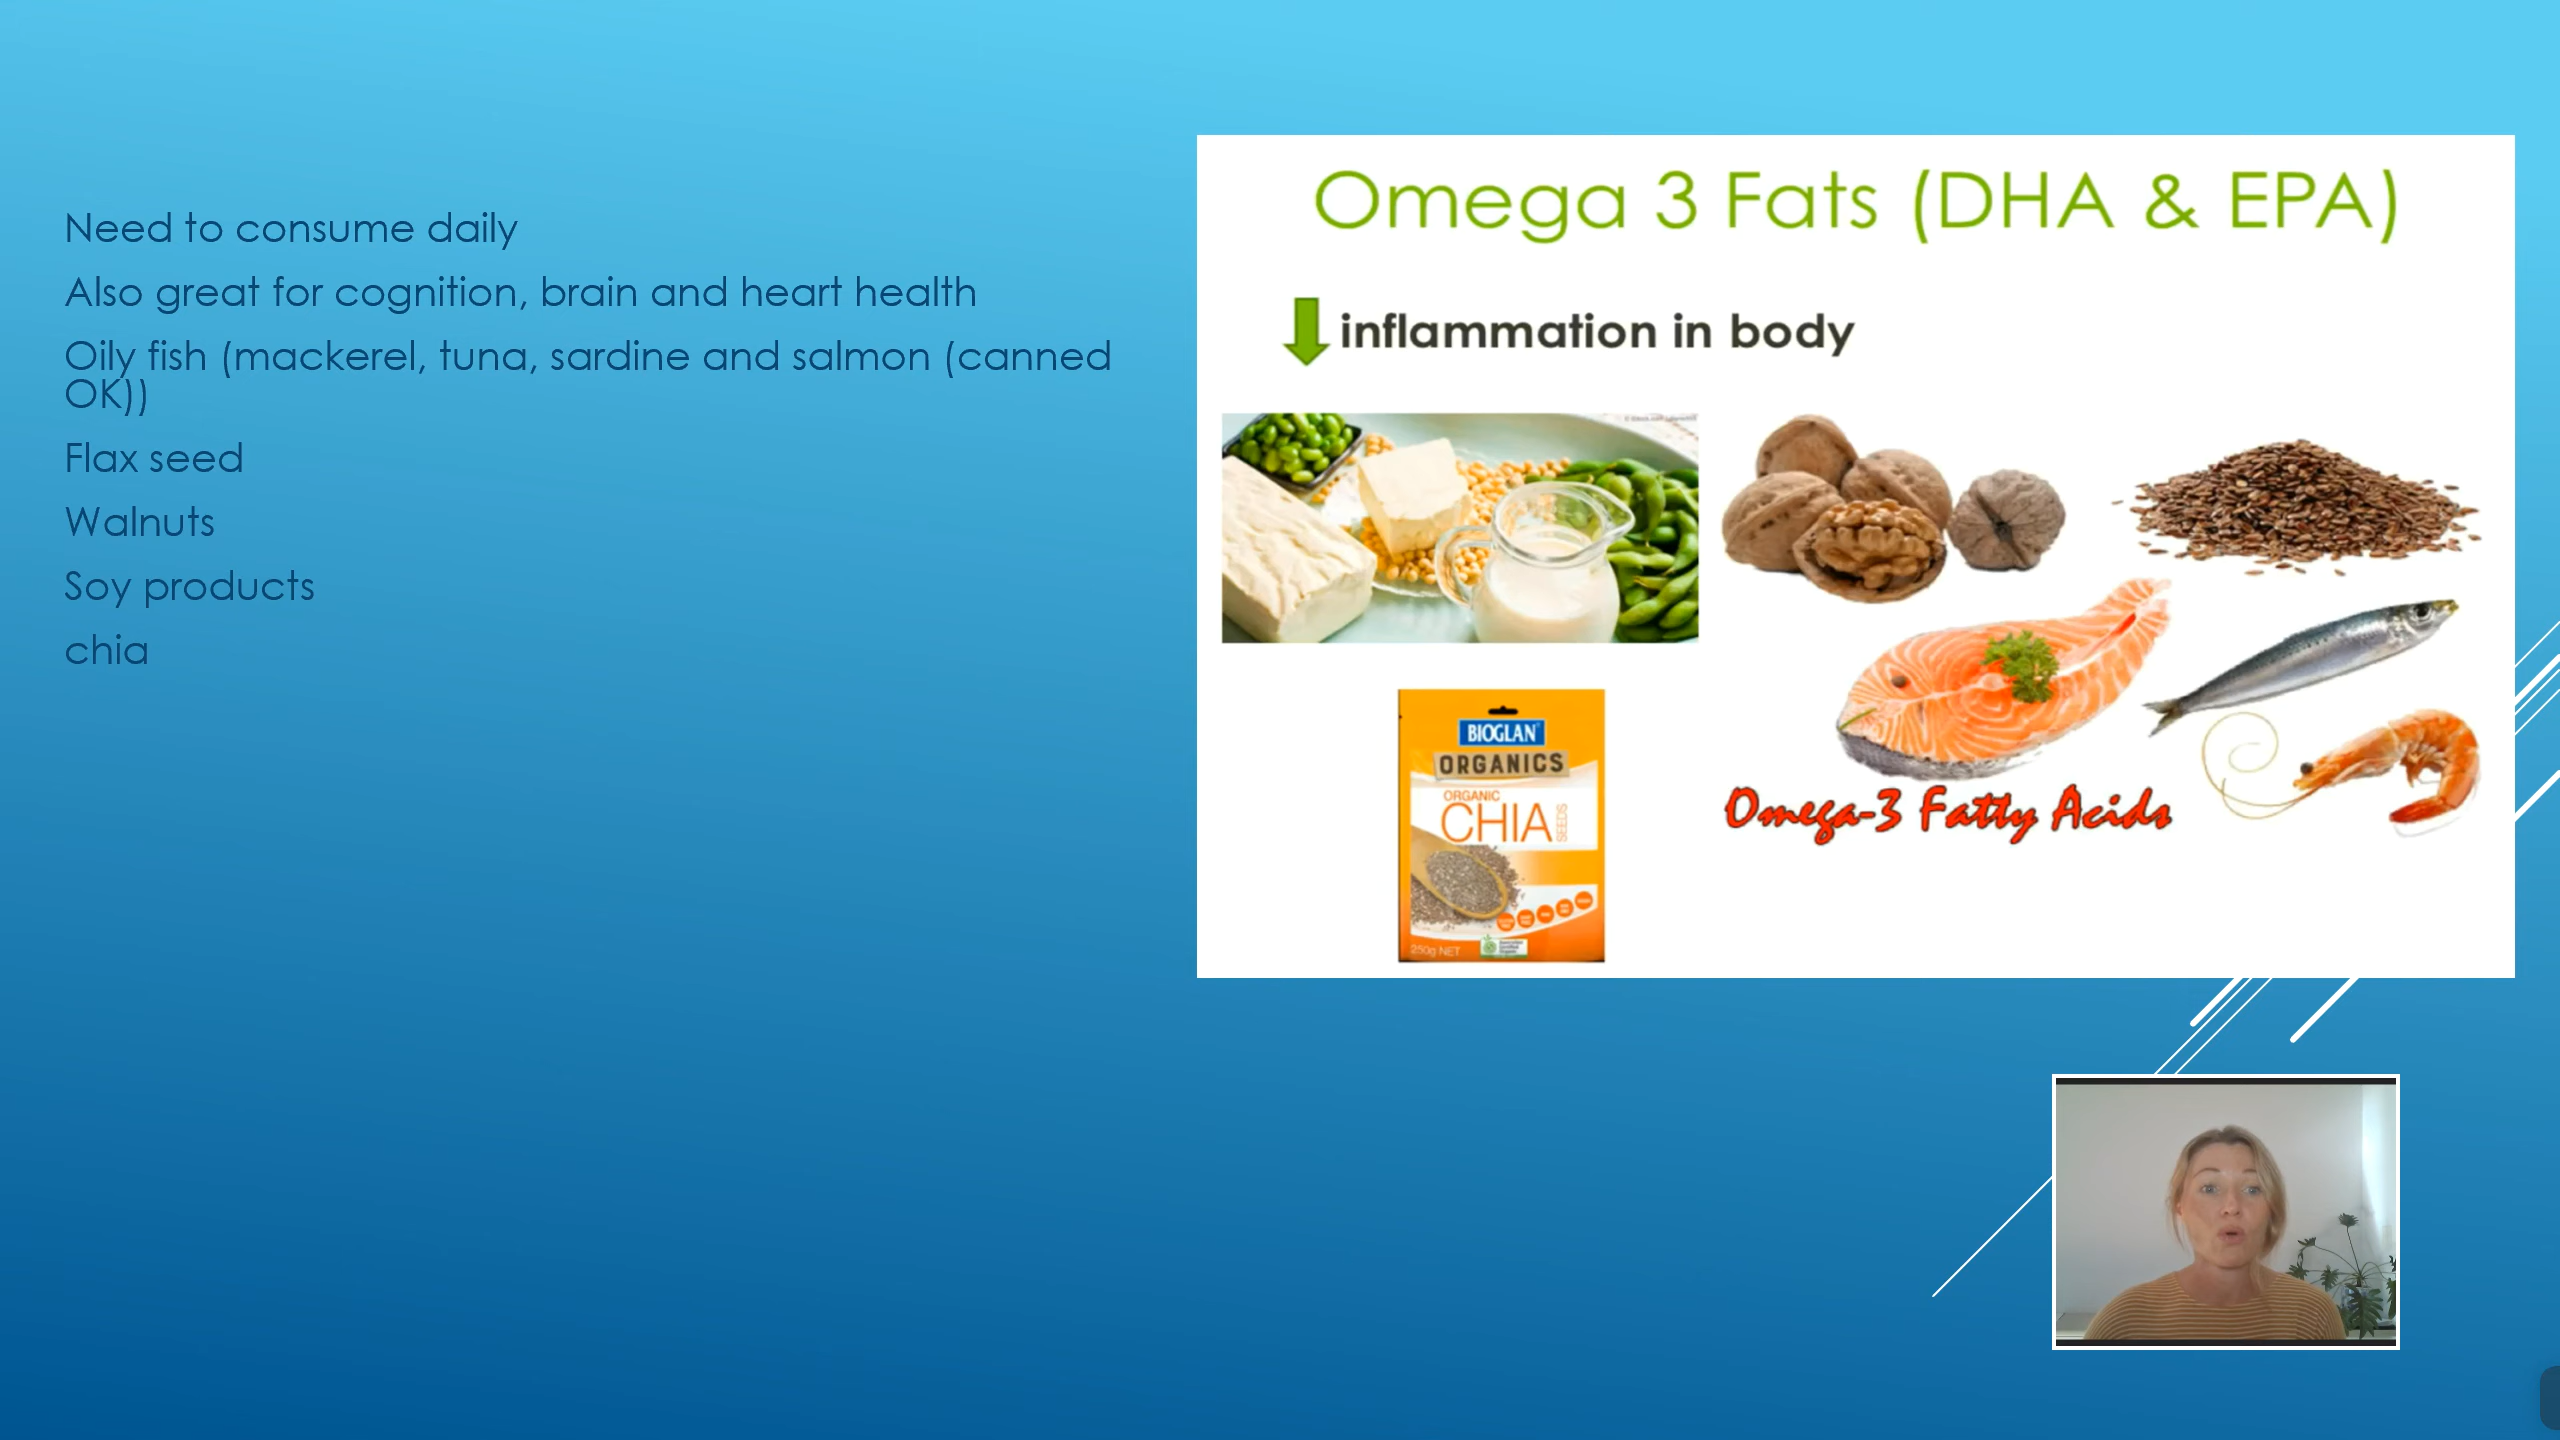 Need to consume daily
Also great for cognition, brain and heart health
Oily fish (mackerel, tuna, sardine and salmon (canned
OK))
Flax seed
Walnuts
Soy products
chia
Omega 3 Fats (DHA & EPA)
inflammation in body
BIOGLAN
ORGANICS
ORGANIC
CHIA
SEEDS
250g NET
Omega-3 Fatty Acids